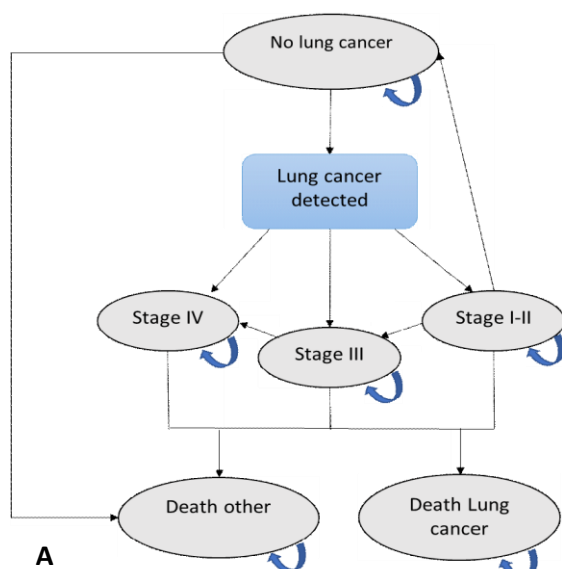 No lung cancer
Lung cancer
detected
Stage IV
Stage III
Stage I-II
Death other
Death Lung
cancer
A